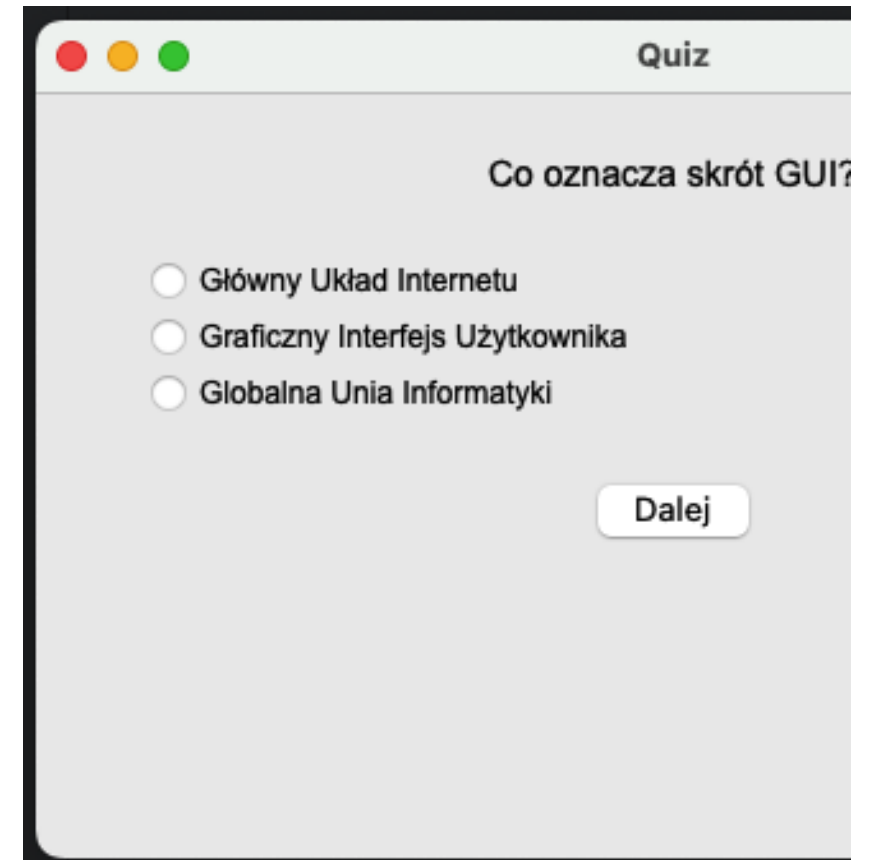 Quiz
Co oznacza skrót GUI?
Główny Układ Internetu
Graficzny Interfejs Użytkownika
Globalna Unia Informatyki
Dalej